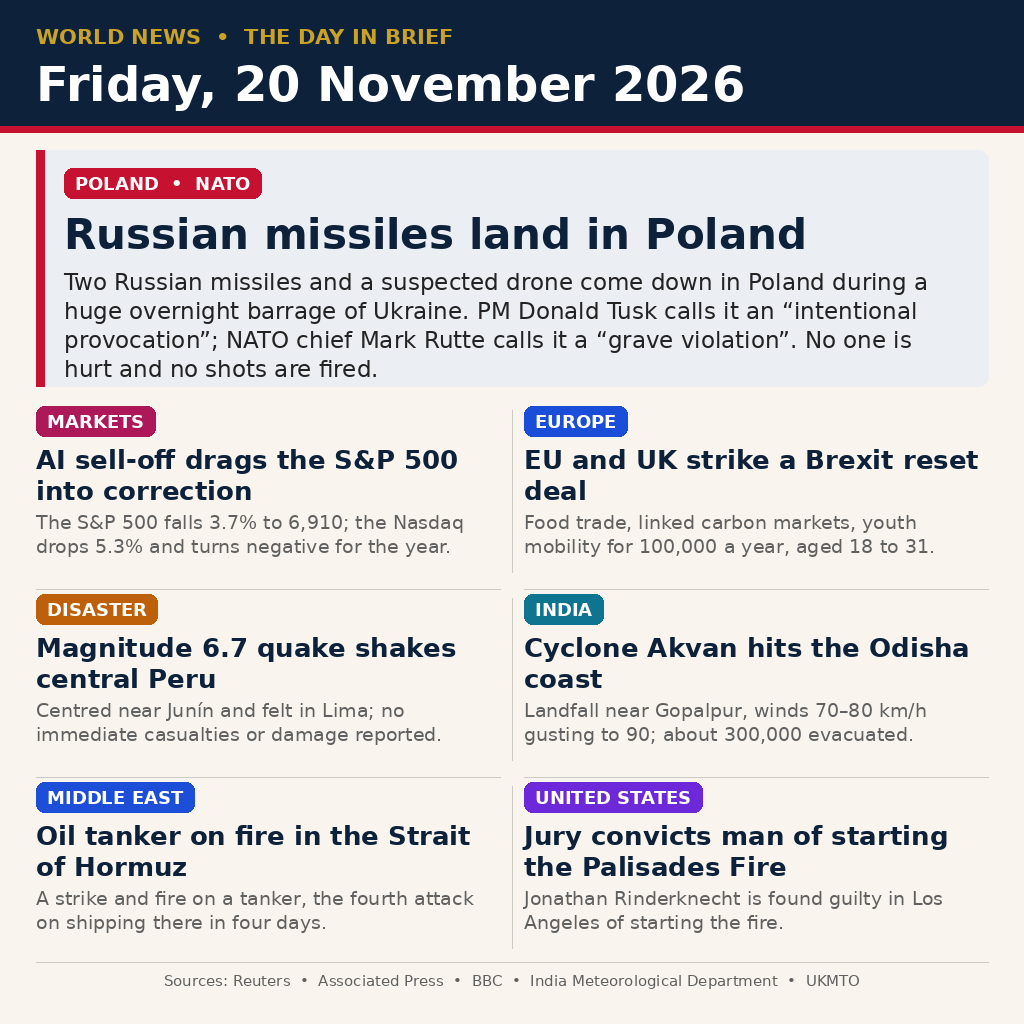 WORLD NEWS • THE DAY IN BRIEF
Friday, 20 November 2026
POLAND • NATO
Russian missiles land in Poland
Two Russian missiles and a suspected drone come down in Poland during a
huge overnight barrage of Ukraine. PM Donald Tusk calls it an “intentional
provocation”; NATO chief Mark Rutte calls it a “grave violation”. No one is
hurt and no shots are fired.
MARKETS
AI sell-off drags the S&P 500
into correction
The S&P 500 falls 3.7% to 6,910; the Nasdaq
drops 5.3% and turns negative for the year.
EUROPE
EU and UK strike a Brexit reset
deal
Food trade, linked carbon markets, youth
mobility for 100,000 a year, aged 18 to 31.
DISASTER
Magnitude 6.7 quake shakes
central Peru
Centred near Junín and felt in Lima; no
immediate casualties or damage reported.
INDIA
Cyclone Akvan hits the Odisha
coast
Landfall near Gopalpur, winds 70–80 km/h
gusting to 90; about 300,000 evacuated.
MIDDLE EAST
Oil tanker on fire in the Strait
of Hormuz
A strike and fire on a tanker, the fourth attack
on shipping there in four days.
UNITED STATES
Jury convicts man of starting
the Palisades Fire
Jonathan Rinderknecht is found guilty in Los
Angeles of starting the fire.
Sources: Reuters • Associated Press • BBC • India Meteorological Department • UKMTO